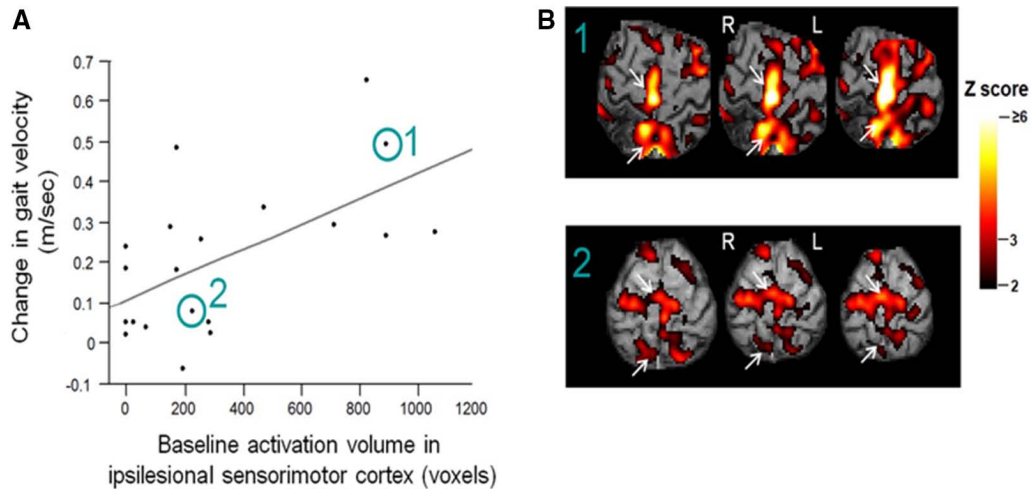 A
Change in gait velocity
(m/sec)
0.7
0.6
0.5
0.4
0.3
0.2
0.1
0
-0.1
1
2
0
200
400
600
800
1000
1200
Baseline activation volume in
ipsilesional sensorimotor cortex (voxels)
B
1
R
L
Z score
≥6
3
2
2
R
L